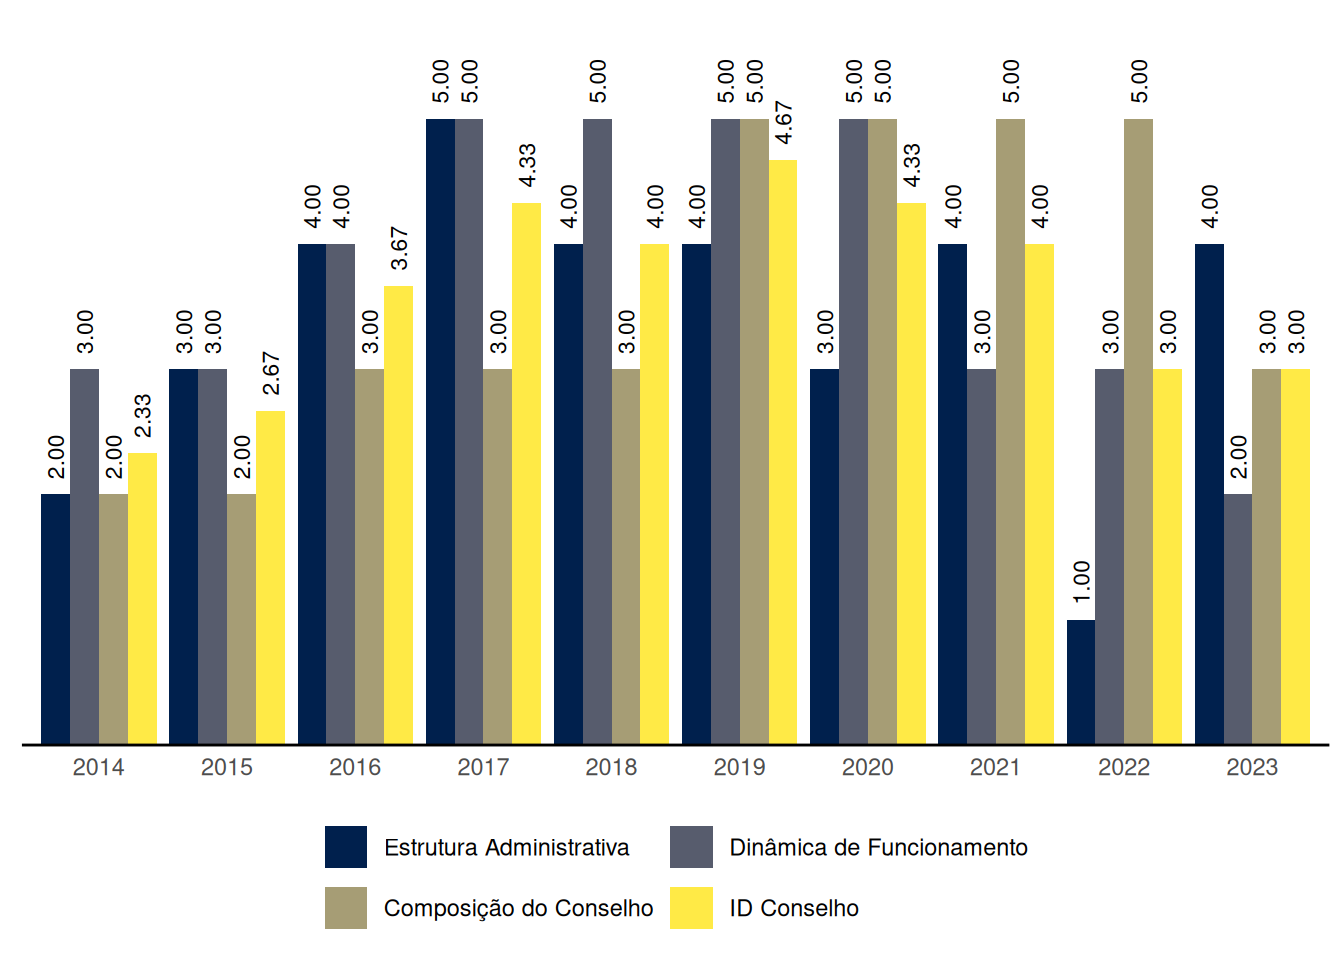 2.00 3.00 2.00 2.33 3.00 3.00 2.00 2.67 4.00 4.00 3.00 3.67 5.00 5.00 3.00 4.33 4.00 5.00 3.00 4.00 4.00 5.00 5.00 4.67 3.00 5.00 5.00 4.33 4.00 3.00 5.00 4.00 1.00 3.00 5.00 3.00 4.00 2.00 3.00 3.00
2014 2015 2016 2017 2018 2019 2020 2021 2022 2023
Estrutura Administrativa Dinâmica de Funcionamento
Composição do Conselho ID Conselho